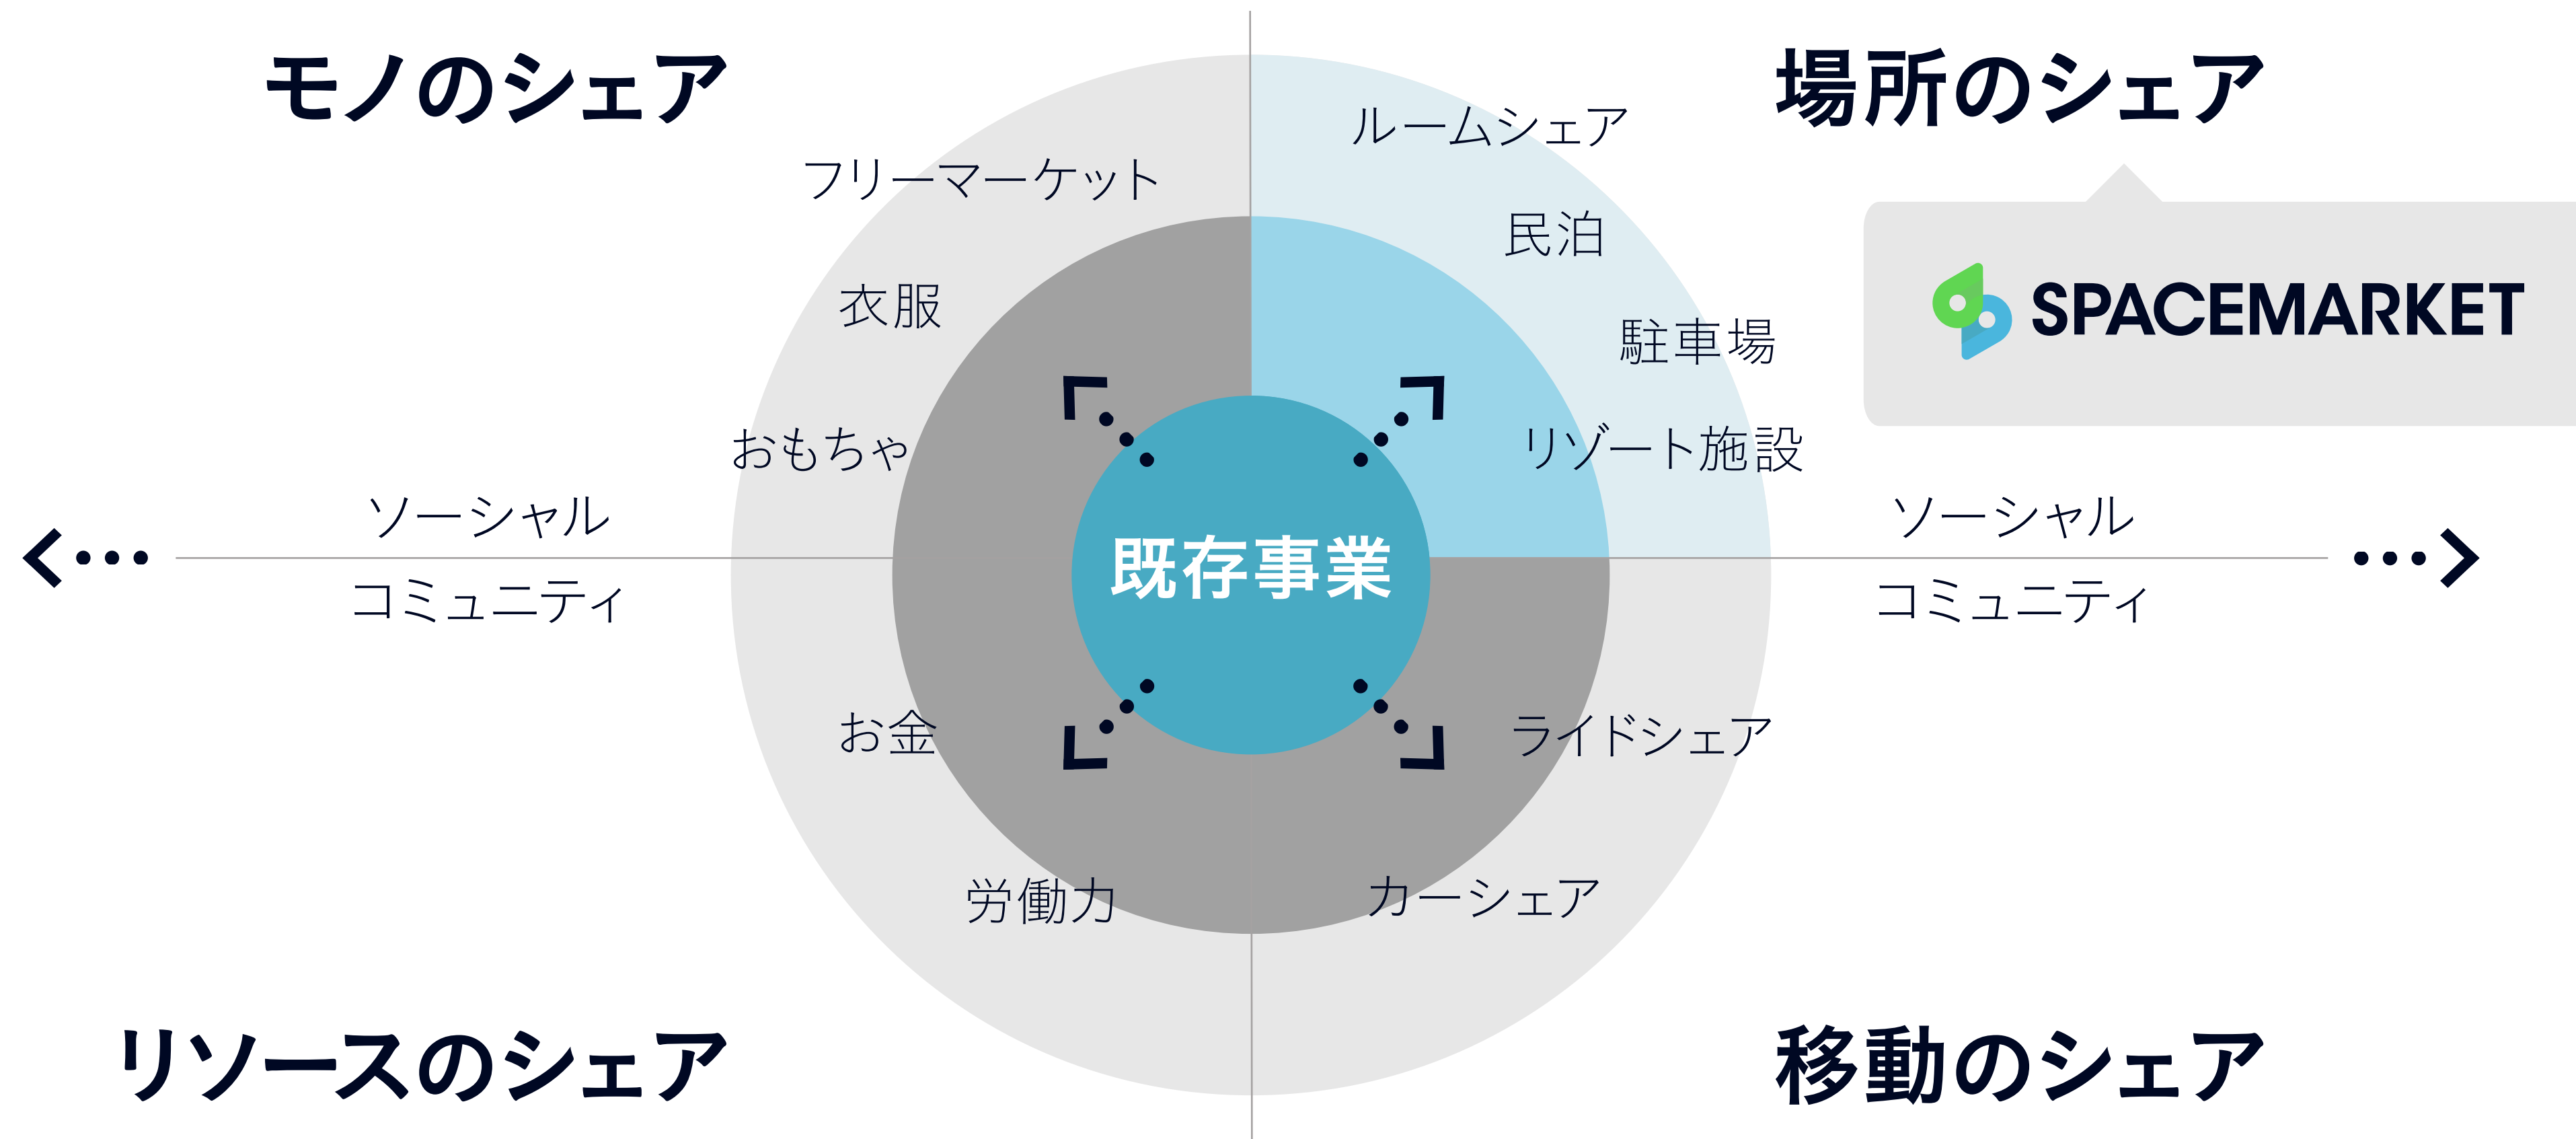 モノのシェア
場所のシェア
フリーマーケット
衣服
おもちゃ
ルームシェア
民泊
駐車場
リゾート施設
SPACEMARKET
ソーシャル
コミュニティ
既存事業
ソーシャル
コミュニティ
お金
労働力
ライドシェア
カーシェア
リソースのシェア
移動のシェア